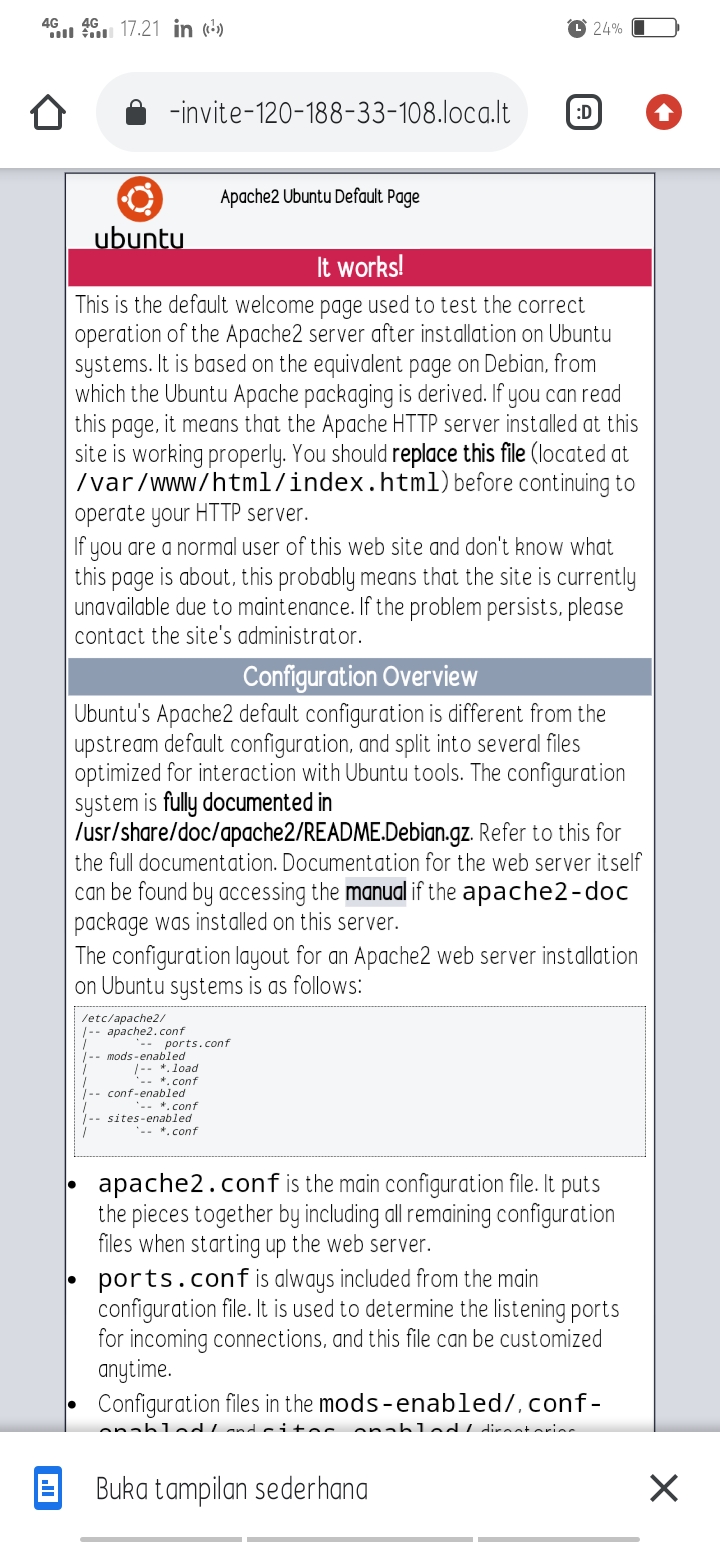 4G 4G 17.21 in 24%
-invite-120-188-33-108.loca.lt :D
Apache2 Ubuntu Default Page
ubuntu
It works!
This is the default welcome page used to test the correct
operation of the Apache2 server after installation on Ubuntu
systems. It is based on the equivalent page on Debian, from
which the Ubuntu Apache packaging is derived. If you can read
this page, it means that the Apache HTTP server installed at this
site is working properly. You should replace this file (located at
/var/www/html/index.html) before continuing to
operate your HTTP server.
If you are a normal user of this web site and don't know what
this page is about, this probably means that the site is currently
unavailable due to maintenance. If the problem persists, please
contact the site's administrator.
Configuration Overview
Ubuntu's Apache2 default configuration is different from the
upstream default configuration, and split into several files
optimized for interaction with Ubuntu tools. The configuration
system is fully documented in
/usr/share/doc/apache2/README.Debian.gz. Refer to this for
the full documentation. Documentation for the web server itself
can be found by accessing the manual if the apache2-doc
package was installed on this server.
The configuration layout for an Apache2 web server installation
on Ubuntu systems is as follows:
/etc/apache2/
|-- apache2.conf
|       `--  ports.conf
|-- mods-enabled
|       |-- *.load
|       `-- *.conf
|-- conf-enabled
|       `-- *.conf
|-- sites-enabled
|       `-- *.conf
• apache2.conf is the main configuration file. It puts
the pieces together by including all remaining configuration
files when starting up the web server.
• ports.conf is always included from the main
configuration file. It is used to determine the listening ports
for incoming connections, and this file can be customized
anytime.
• Configuration files in the mods-enabled/, conf-
enabled/ and sites-enabled/ directories
Buka tampilan sederhana